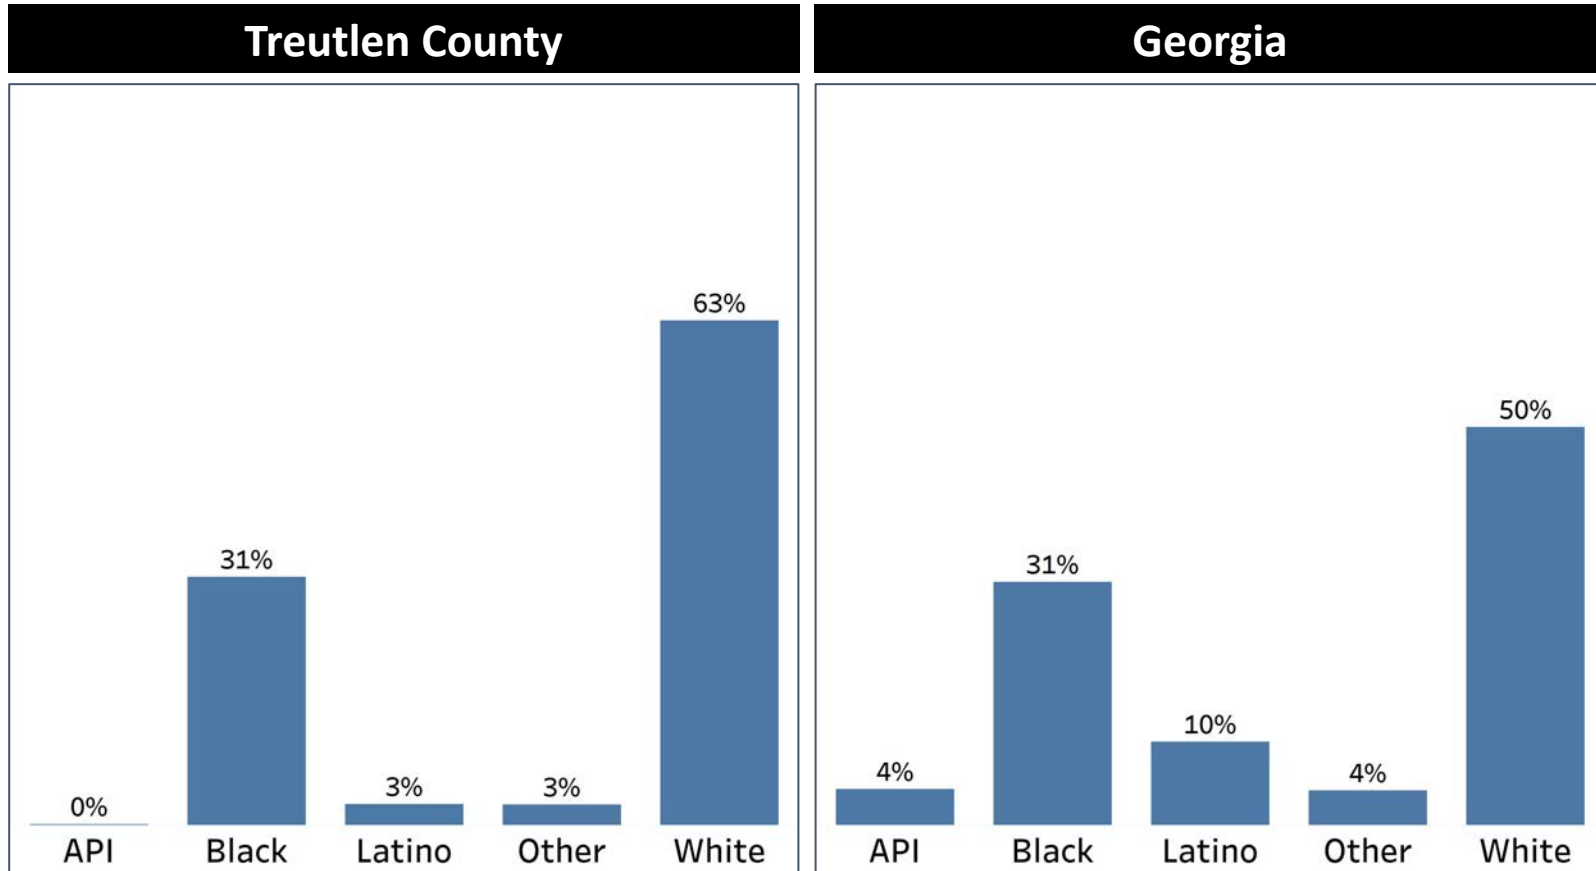 Treutlen County
63%
31%
3%
3%
0%
API Black Latino Other White
Georgia
50%
31%
10%
4%
4%
API Black Latino Other White